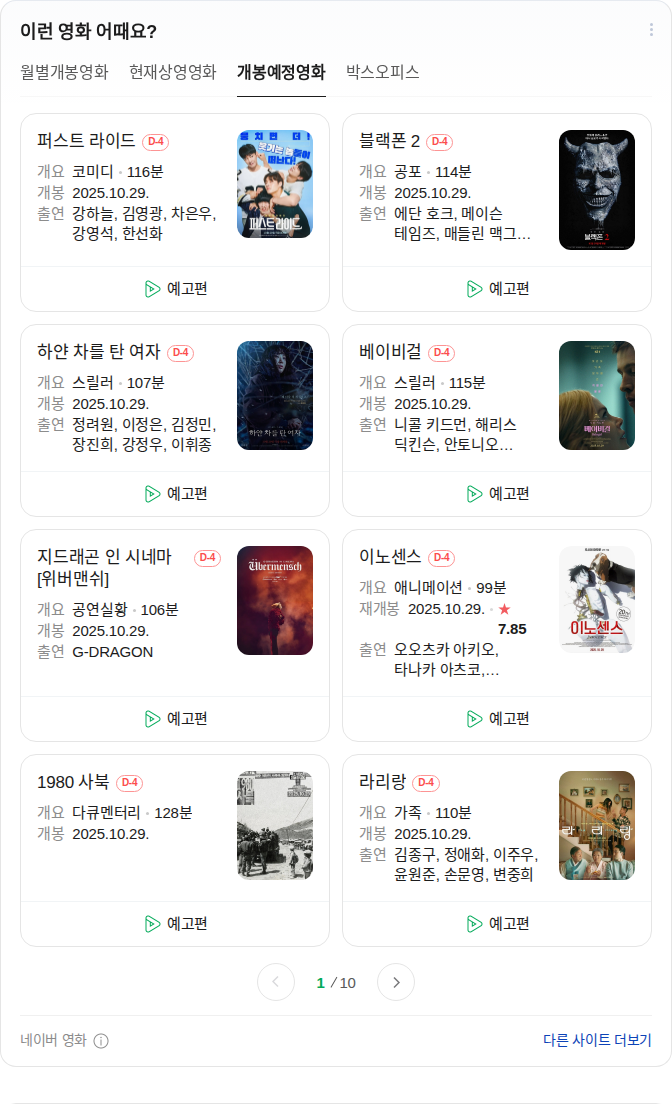 이런 영화 어때요?
월별개봉영화 현재상영영화 개봉예정영화 박스오피스
퍼스트 라이드 D-4
개요 코미디 · 116분
개봉 2025.10.29.
출연 강하늘, 김영광, 차은우,
강영석, 한선화
퍼스트라이드
예고편
블랙폰 2 D-4
개요 공포 · 114분
개봉 2025.10.29.
출연 에단 호크, 메이슨
테임즈, 매들린 맥그…
블랙폰 2
예고편
하얀 차를 탄 여자 D-4
개요 스릴러 · 107분
개봉 2025.10.29.
출연 정려원, 이정은, 김정민,
장진희, 강정우, 이휘종
하얀 차를 탄 여자
예고편
베이비걸 D-4
개요 스릴러 · 115분
개봉 2025.10.29.
출연 니콜 키드먼, 해리스
딕킨슨, 안토니오…
베이비걸
예고편
지드래곤 인 시네마 D-4
[위버맨쉬]
개요 공연실황 · 106분
개봉 2025.10.29.
출연 G-DRAGON
Übermensch
예고편
이노센스 D-4
개요 애니메이션 · 99분
재개봉 2025.10.29. · ★
7.85
출연 오오츠카 아키오,
타나카 아츠코,…
이노센스
예고편
1980 사북 D-4
개요 다큐멘터리 · 128분
개봉 2025.10.29.
예고편
라리랑 D-4
개요 가족 · 110분
개봉 2025.10.29.
출연 김종구, 정애화, 이주우,
윤원준, 손문영, 변중희
라 리 랑
예고편
1 / 10
네이버 영화
다른 사이트 더보기